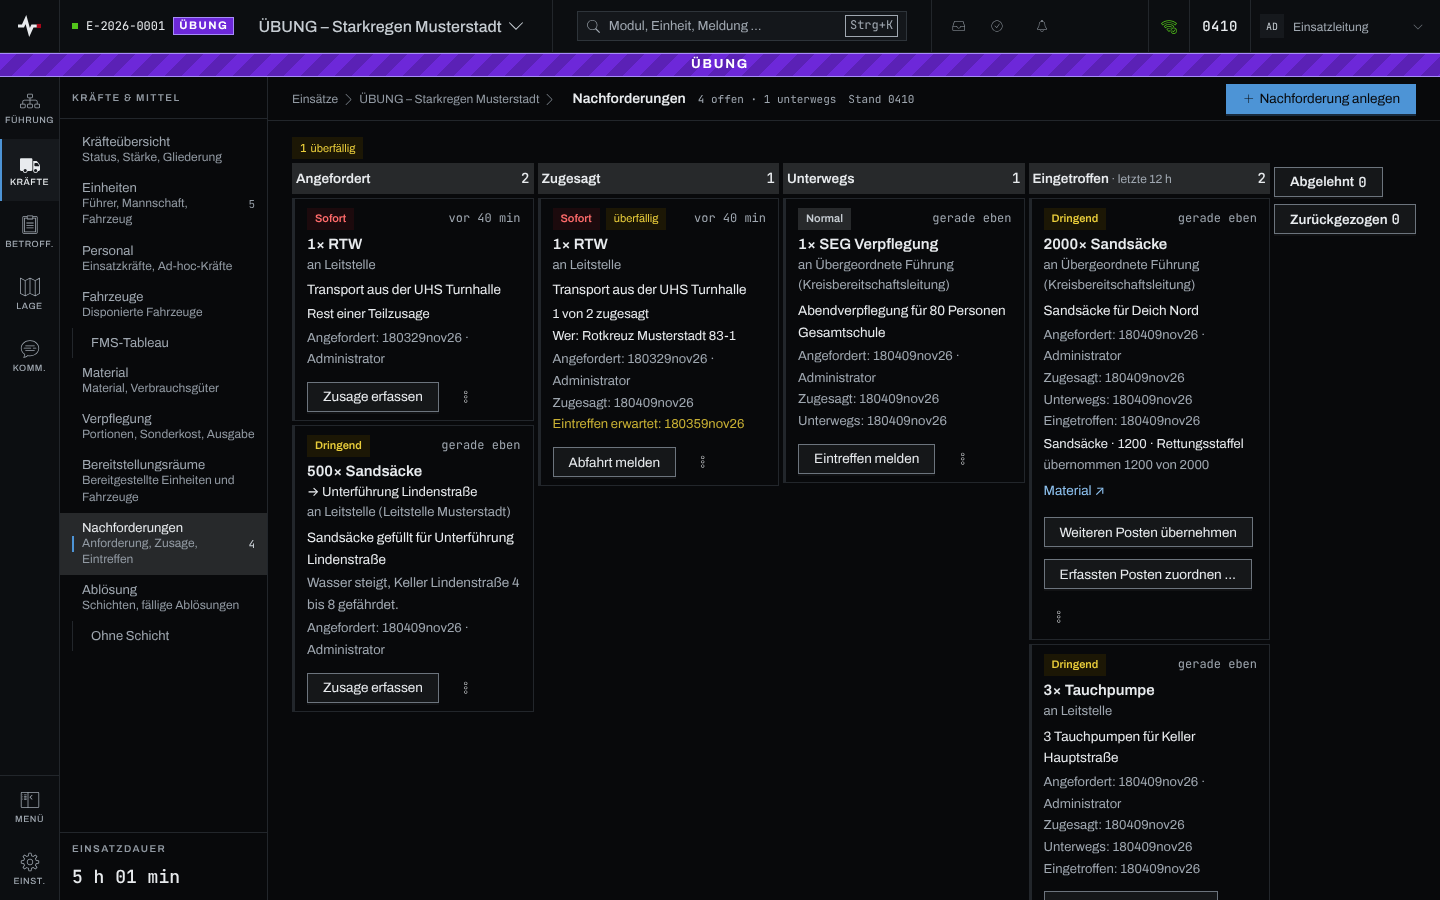 E-2026-0001 ÜBUNG
ÜBUNG – Starkregen Musterstadt
Modul, Einheit, Meldung ... Strg+K
0410
AD Einsatzleitung
ÜBUNG
FÜHRUNG
KRÄFTE
BETROFF.
LAGE
KOMM.
MENÜ
EINST.
KRÄFTE & MITTEL
Kräfteübersicht
Status, Stärke, Gliederung
Einheiten
Führer, Mannschaft,
Fahrzeug
5
Personal
Einsatzkräfte, Ad-hoc-Kräfte
Fahrzeuge
Disponierte Fahrzeuge
FMS-Tableau
Material
Material, Verbrauchsgüter
Verpflegung
Portionen, Sonderkost, Ausgabe
Bereitstellungsräume
Bereitgestellte Einheiten und
Fahrzeuge
Nachforderungen
Anforderung, Zusage,
Eintreffen
4
Ablösung
Schichten, fällige Ablösungen
Ohne Schicht
EINSATZDAUER
5 h 01 min
Einsätze
ÜBUNG – Starkregen Musterstadt
Nachforderungen
4 offen · 1 unterwegs Stand 0410
+ Nachforderung anlegen
1 überfällig
Angefordert 2
Sofort vor 40 min
1× RTW
an Leitstelle
Transport aus der UHS Turnhalle
Rest einer Teilzusage
Angefordert: 180329nov26 ·
Administrator
Zusage erfassen
Dringend gerade eben
500× Sandsäcke
→ Unterführung Lindenstraße
an Leitstelle (Leitstelle Musterstadt)
Sandsäcke gefüllt für Unterführung
Lindenstraße
Wasser steigt, Keller Lindenstraße 4
bis 8 gefährdet.
Angefordert: 180409nov26 ·
Administrator
Zusage erfassen
Zugesagt 1
Sofort überfällig vor 40 min
1× RTW
an Leitstelle
Transport aus der UHS Turnhalle
1 von 2 zugesagt
Wer: Rotkreuz Musterstadt 83-1
Angefordert: 180329nov26 ·
Administrator
Zugesagt: 180409nov26
Eintreffen erwartet: 180359nov26
Abfahrt melden
Unterwegs 1
Normal gerade eben
1× SEG Verpflegung
an Übergeordnete Führung
(Kreisbereitschaftsleitung)
Abendverpflegung für 80 Personen
Gesamtschule
Angefordert: 180409nov26 ·
Administrator
Zugesagt: 180409nov26
Unterwegs: 180409nov26
Eintreffen melden
Eingetroffen · letzte 12 h 2
Dringend gerade eben
2000× Sandsäcke
an Übergeordnete Führung
(Kreisbereitschaftsleitung)
Sandsäcke für Deich Nord
Angefordert: 180409nov26 ·
Administrator
Zugesagt: 180409nov26
Unterwegs: 180409nov26
Eingetroffen: 180409nov26
Sandsäcke · 1200 · Rettungsstaffel
übernommen 1200 von 2000
Material ↗
Weiteren Posten übernehmen
Erfassten Posten zuordnen ...
Dringend gerade eben
3× Tauchpumpe
an Leitstelle
3 Tauchpumpen für Keller
Hauptstraße
Angefordert: 180409nov26 ·
Administrator
Zugesagt: 180409nov26
Unterwegs: 180409nov26
Eingetroffen: 180409nov26
Abgelehnt 0
Zurückgezogen 0